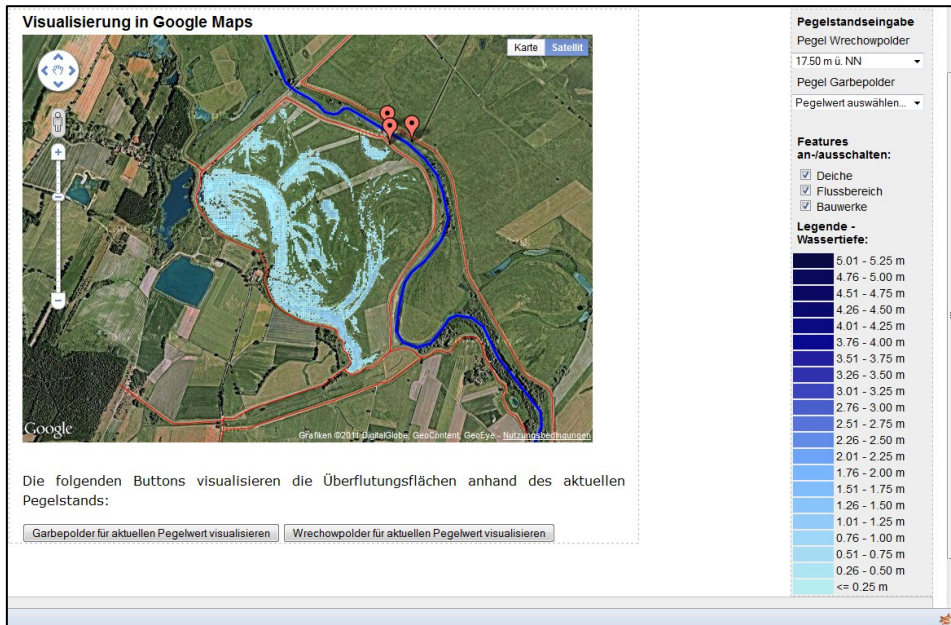 Visualisierung in Google Maps
Karte
Satellit
Google
Grafiken ©2011 DigitalGlobe, GeoContent, GeoEye - Nutzungsbedingungen
Die folgenden Buttons visualisieren die Überflutungsflächen anhand des aktuellen
Pegelstands:
Garbepolder für aktuellen Pegelwert visualisieren
Wrechowpolder für aktuellen Pegelwert visualisieren
Pegelstandseingabe
Pegel Wrechowpolder
17.50 m ü. NN
Pegel Garbepolder
Pegelwert auswählen...
Features
an-/ausschalten:
Deiche
Flussbereich
Bauwerke
Legende -
Wassertiefe:
5.01 - 5.25 m
4.76 - 5.00 m
4.51 - 4.75 m
4.26 - 4.50 m
4.01 - 4.25 m
3.76 - 4.00 m
3.51 - 3.75 m
3.26 - 3.50 m
3.01 - 3.25 m
2.76 - 3.00 m
2.51 - 2.75 m
2.26 - 2.50 m
2.01 - 2.25 m
1.76 - 2.00 m
1.51 - 1.75 m
1.26 - 1.50 m
1.01 - 1.25 m
0.76 - 1.00 m
0.51 - 0.75 m
0.26 - 0.50 m
<= 0.25 m